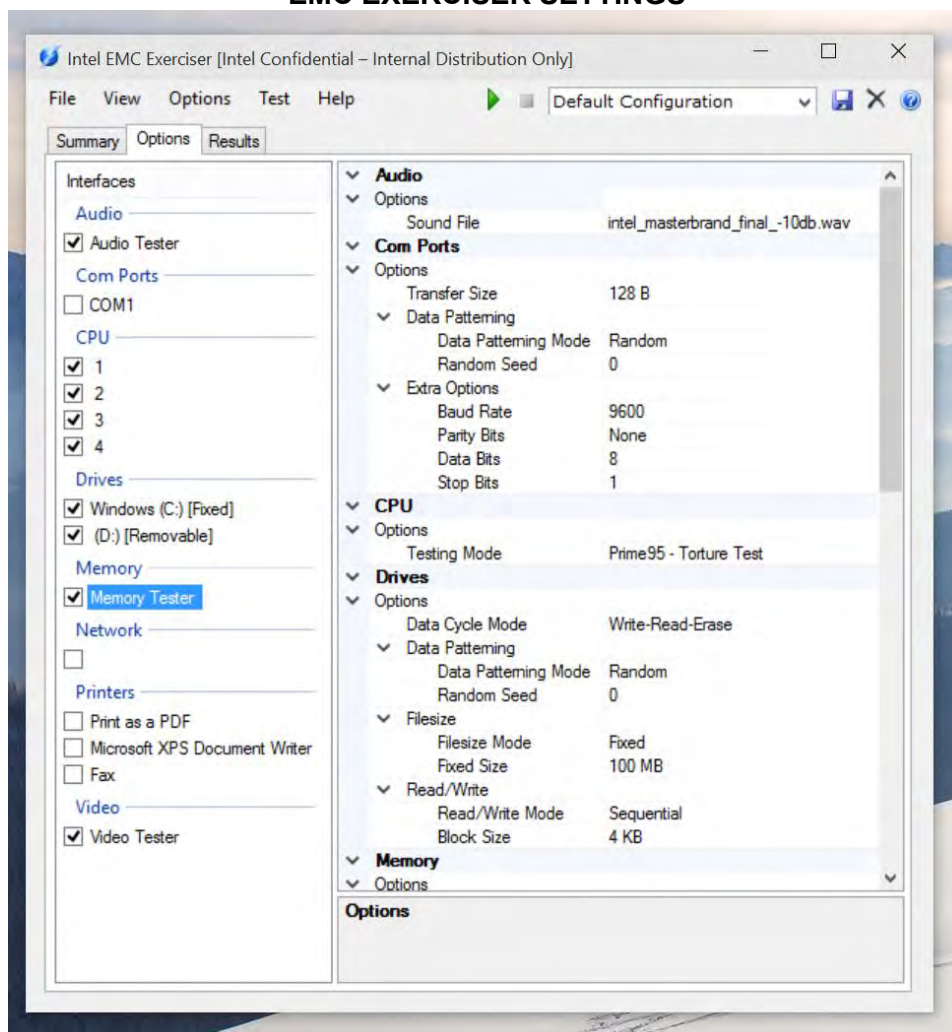 EMC EXERCISER SETTINGS
Intel EMC Exerciser [Intel Confidential – Internal Distribution Only]
File View Options Test Help Default Configuration
Summary Options Results
Interfaces
Audio
Audio Tester
Com Ports
COM1
CPU
1
2
3
4
Drives
Windows (C:) [Fixed]
(D:) [Removable]
Memory
Memory Tester
Network
Printers
Print as a PDF
Microsoft XPS Document Writer
Fax
Video
Video Tester
Audio
Options
Sound File intel_masterbrand_final_-10db.wav
Com Ports
Options
Transfer Size 128 B
Data Patterning
Data Patterning Mode Random
Random Seed 0
Extra Options
Baud Rate 9600
Parity Bits None
Data Bits 8
Stop Bits 1
CPU
Options
Testing Mode Prime95 - Torture Test
Drives
Options
Data Cycle Mode Write-Read-Erase
Data Patterning
Data Patterning Mode Random
Random Seed 0
Filesize
Filesize Mode Fixed
Fixed Size 100 MB
Read/Write
Read/Write Mode Sequential
Block Size 4 KB
Memory
Options
Options